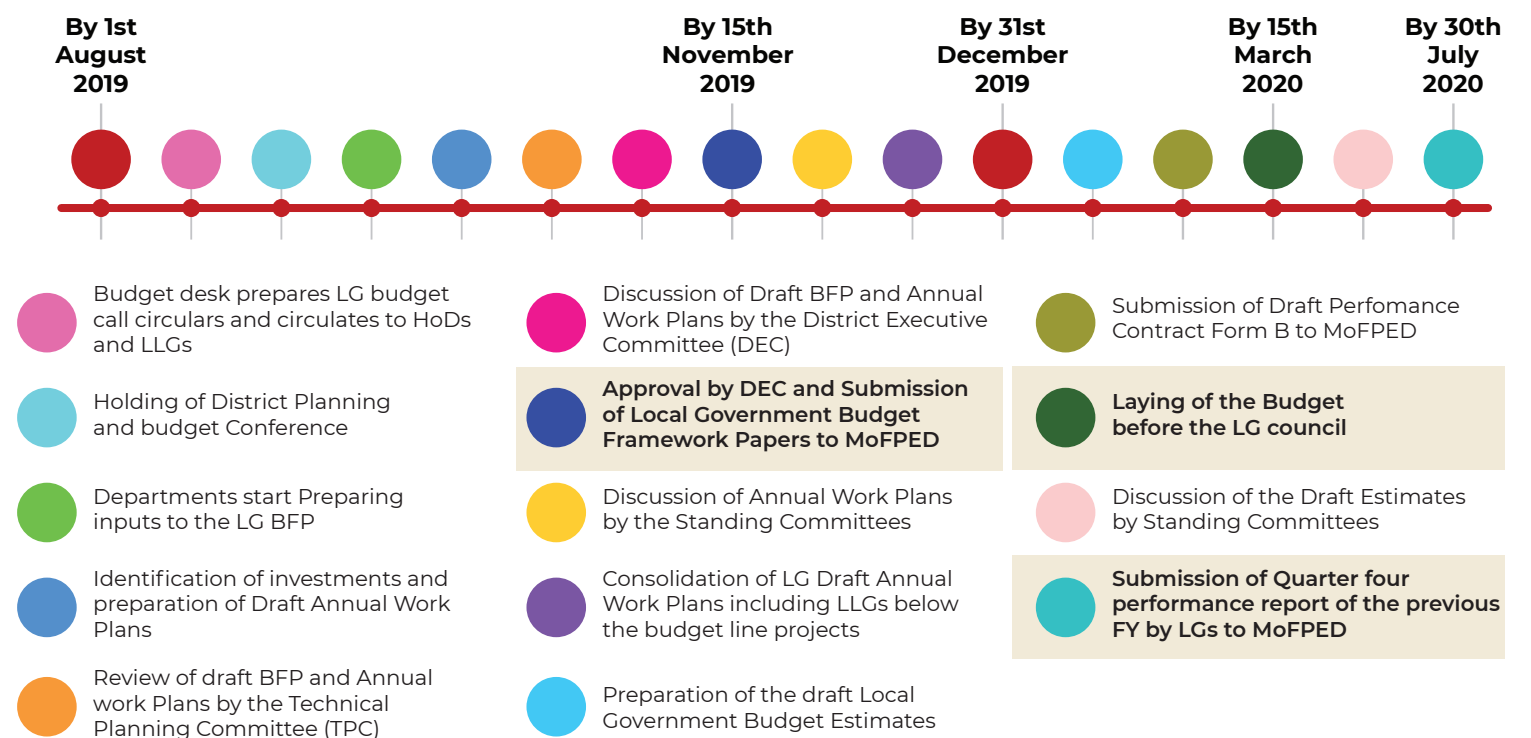 By 1st
August
2019
By 15th
November
2019
By 31st
December
2019
By 15th
March
2020
By 30th
July
2020
Budget desk prepares LG budget
call circulars and circulates to HoDs
and LLGs
Holding of District Planning
and budget Conference
Departments start Preparing
inputs to the LG BFP
Identification of investments and
preparation of Draft Annual Work
Plans
Review of draft BFP and Annual
work Plans by the Technical
Planning Committee (TPC)
Discussion of Draft BFP and Annual
Work Plans by the District Executive
Committee (DEC)
Approval by DEC and Submission
of Local Government Budget
Framework Papers to MoFPED
Discussion of Annual Work Plans
by the Standing Committees
Consolidation of LG Draft Annual
Work Plans including LLGs below
the budget line projects
Preparation of the draft Local
Government Budget Estimates
Submission of Draft Perfomance
Contract Form B to MoFPED
Laying of the Budget
before the LG council
Discussion of the Draft Estimates
by Standing Committees
Submission of Quarter four
performance report of the previous
FY by LGs to MoFPED